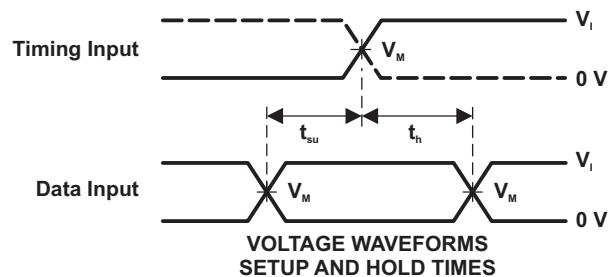 V_I
Timing Input
V_M
0 V
t_su
t_h
V_I
Data Input
V_M
V_M
0 V
VOLTAGE WAVEFORMS
SETUP AND HOLD TIMES